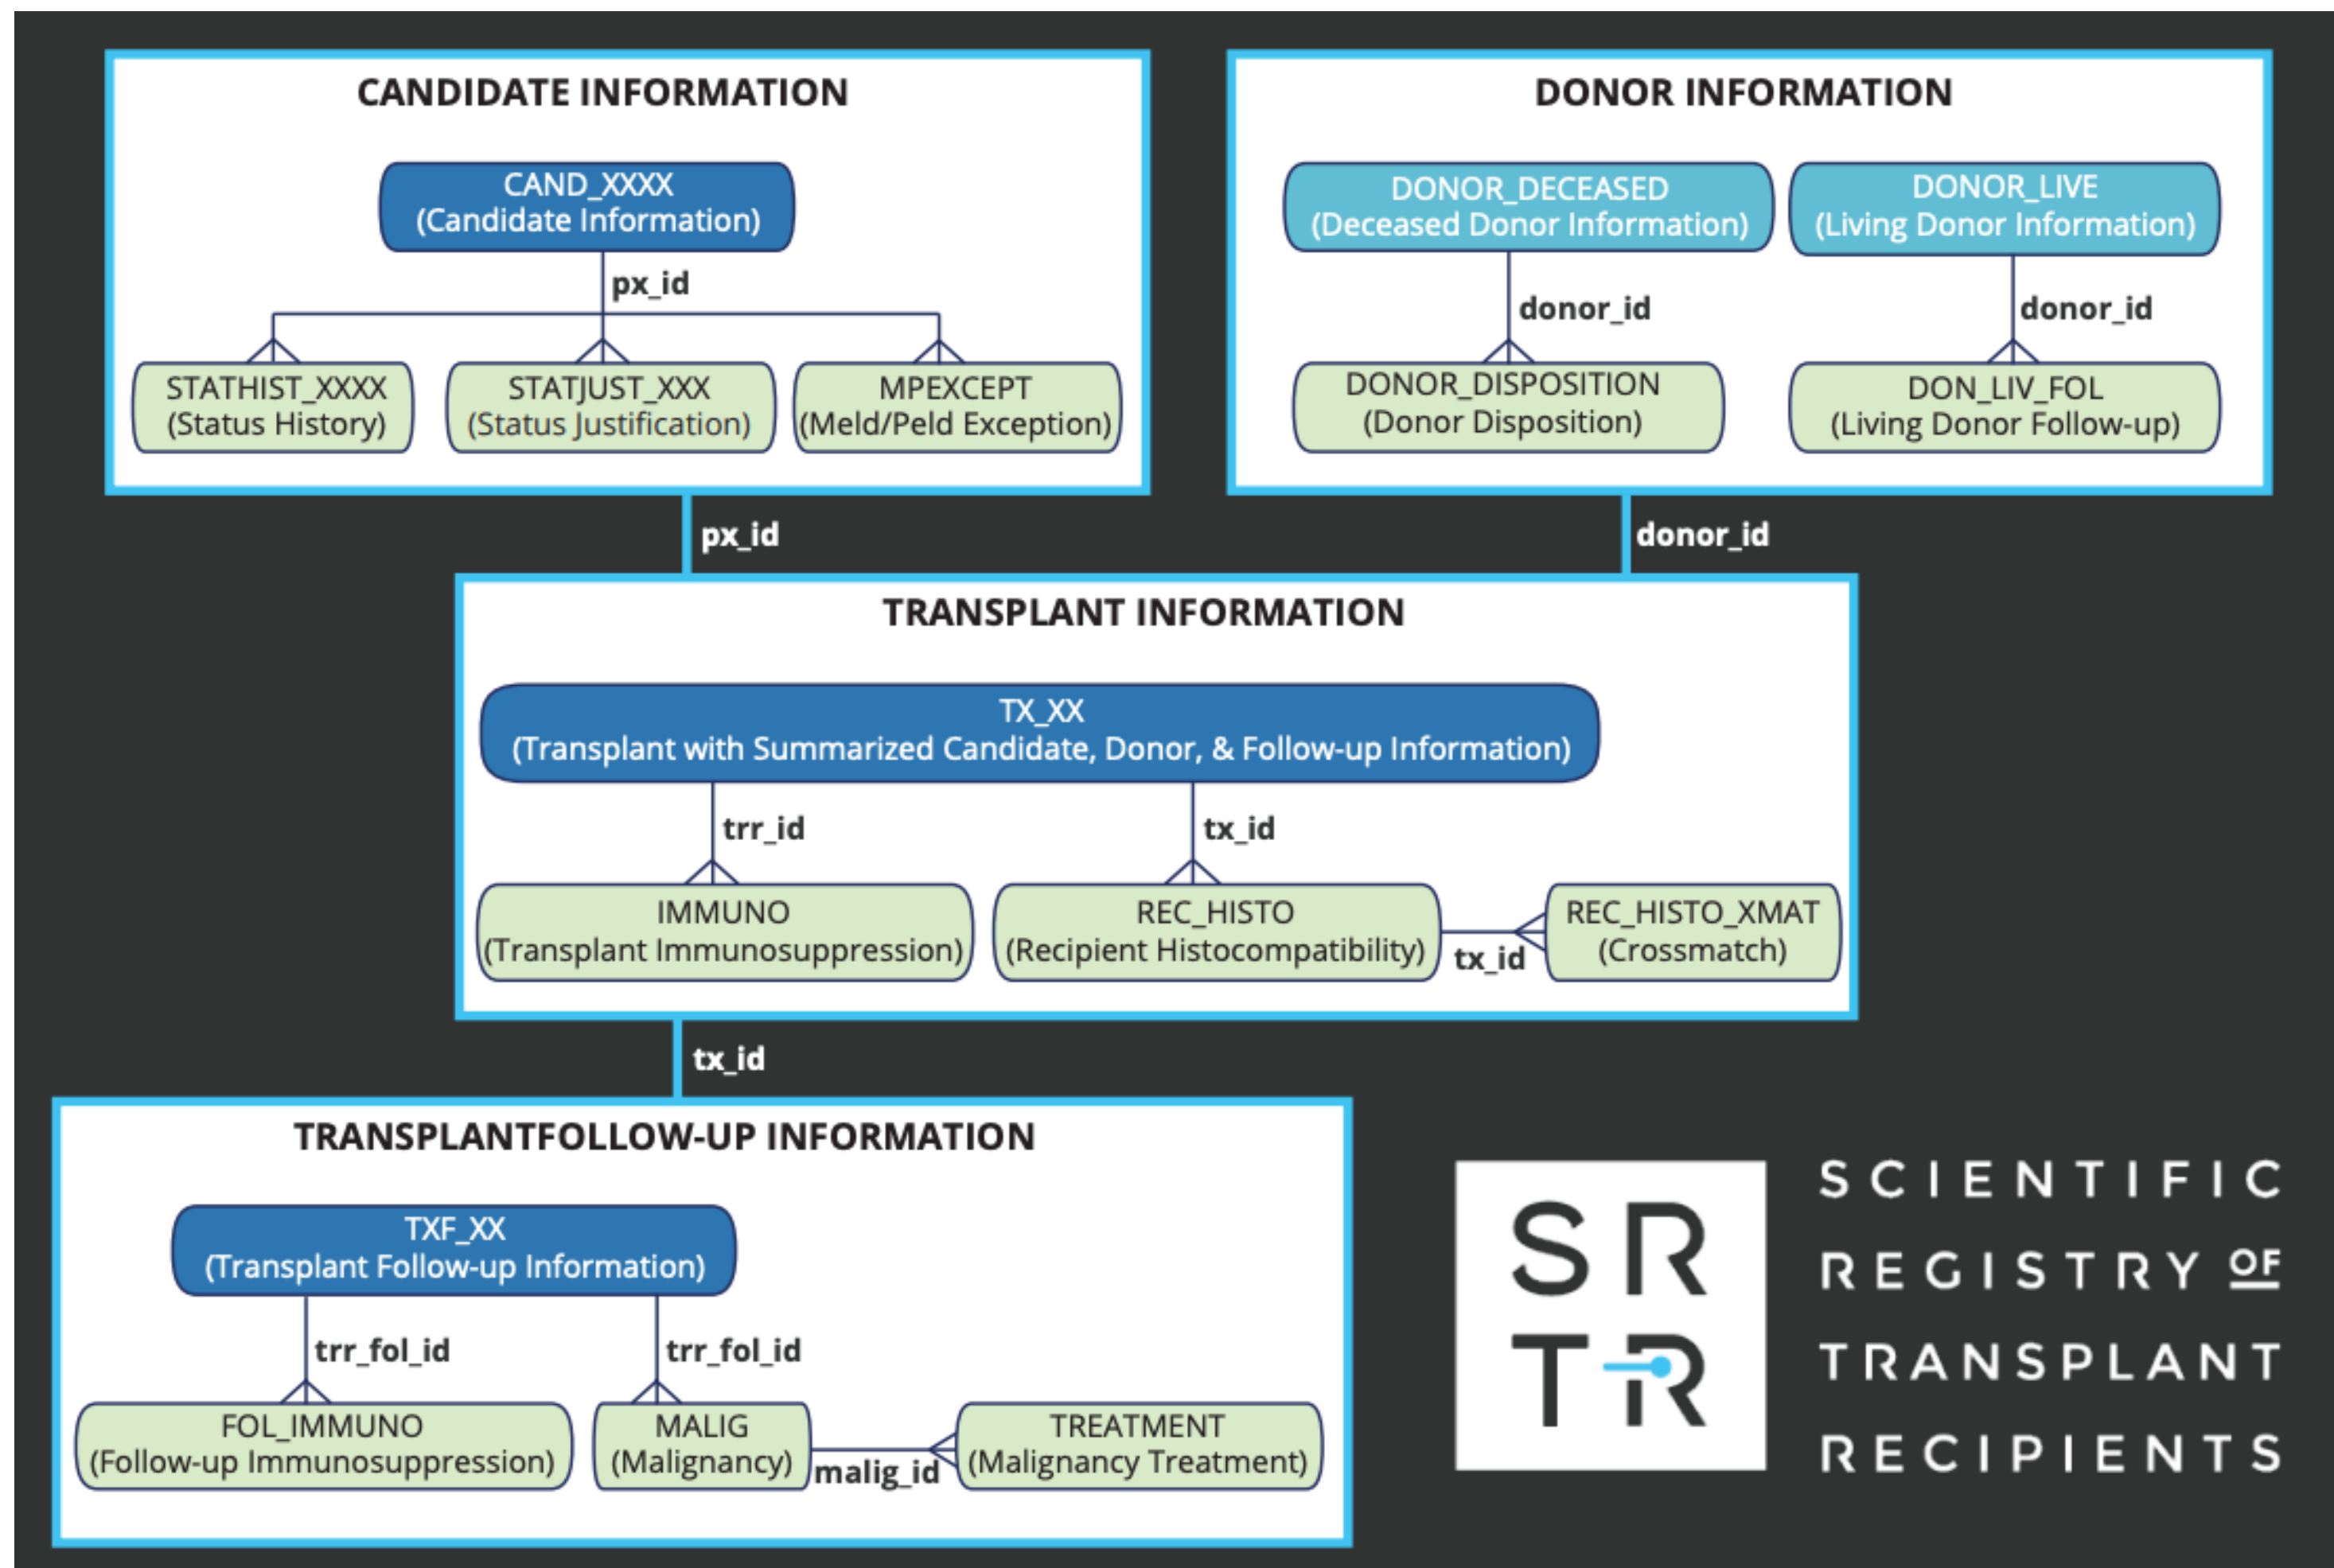 CANDIDATE INFORMATION
CAND_XXXX
(Candidate Information)
px_id
STATHIST_XXXX
(Status History)
STATJUST_XXX
(Status Justification)
MPEXCEPT
(Meld/Peld Exception)
DONOR INFORMATION
DONOR_DECEASED
(Deceased Donor Information)
DONOR_LIVE
(Living Donor Information)
donor_id
donor_id
DONOR_DISPOSITION
(Donor Disposition)
DON_LIV_FOL
(Living Donor Follow-up)
px_id
donor_id
TRANSPLANT INFORMATION
TX_XX
(Transplant with Summarized Candidate, Donor, & Follow-up Information)
trr_id
tx_id
IMMUNO
(Transplant Immunosuppression)
REC_HISTO
(Recipient Histocompatibility)
tx_id
REC_HISTO_XMAT
(Crossmatch)
tx_id
TRANSPLANTFOLLOW-UP INFORMATION
TXF_XX
(Transplant Follow-up Information)
trr_fol_id
trr_fol_id
FOL_IMMUNO
(Follow-up Immunosuppression)
MALIG
(Malignancy)
malig_id
TREATMENT
(Malignancy Treatment)
SR
TR
SCIENTIFIC
REGISTRY OF
TRANSPLANT
RECIPIENTS